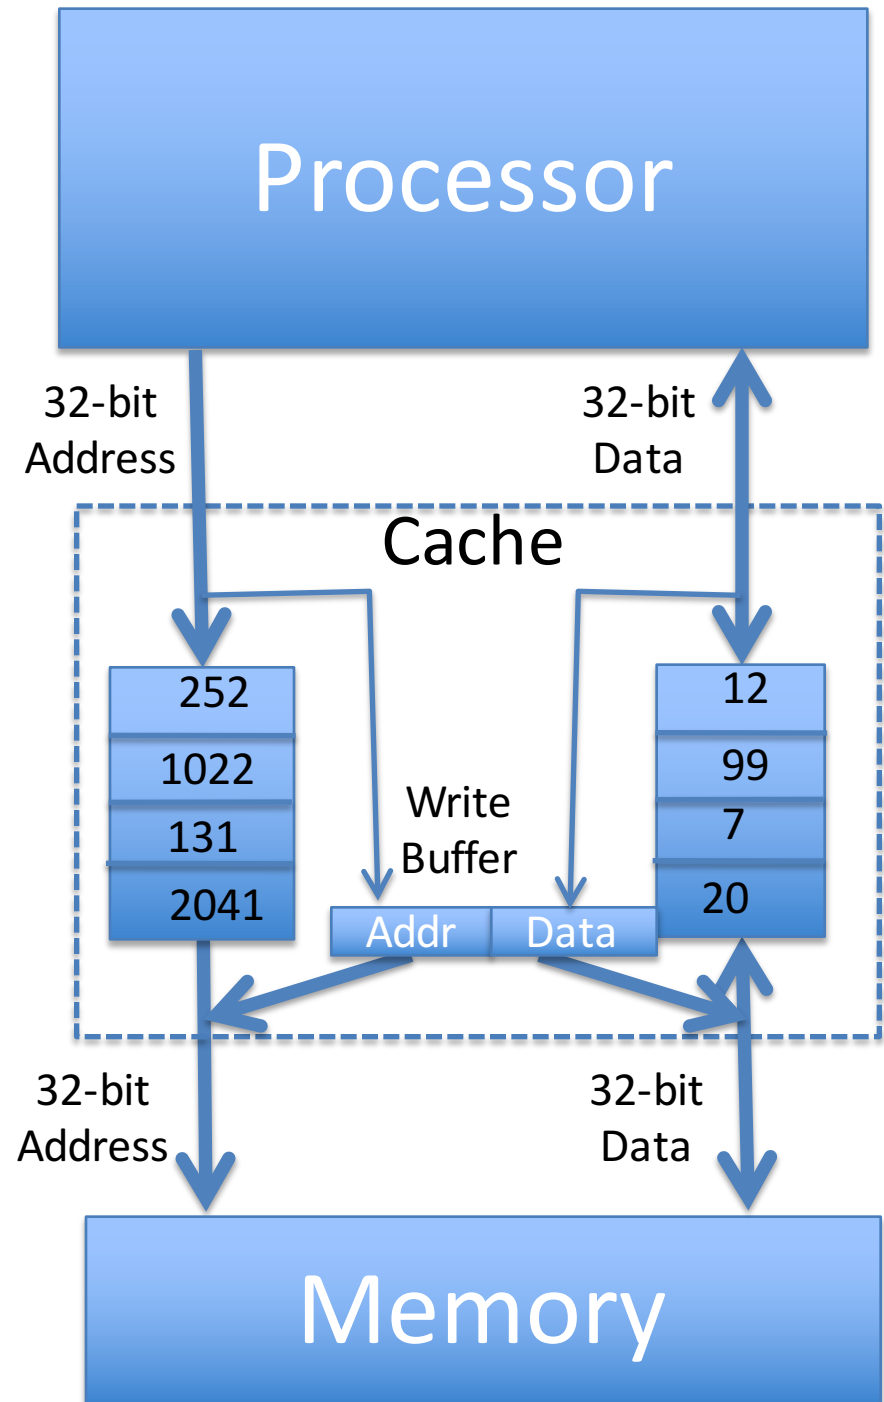 Processor
32-bit
Address
32-bit
Data
Cache
252
1022
131
2041
12
99
7
20
Write
Buffer
Addr
Data
32-bit
Address
32-bit
Data
Memory